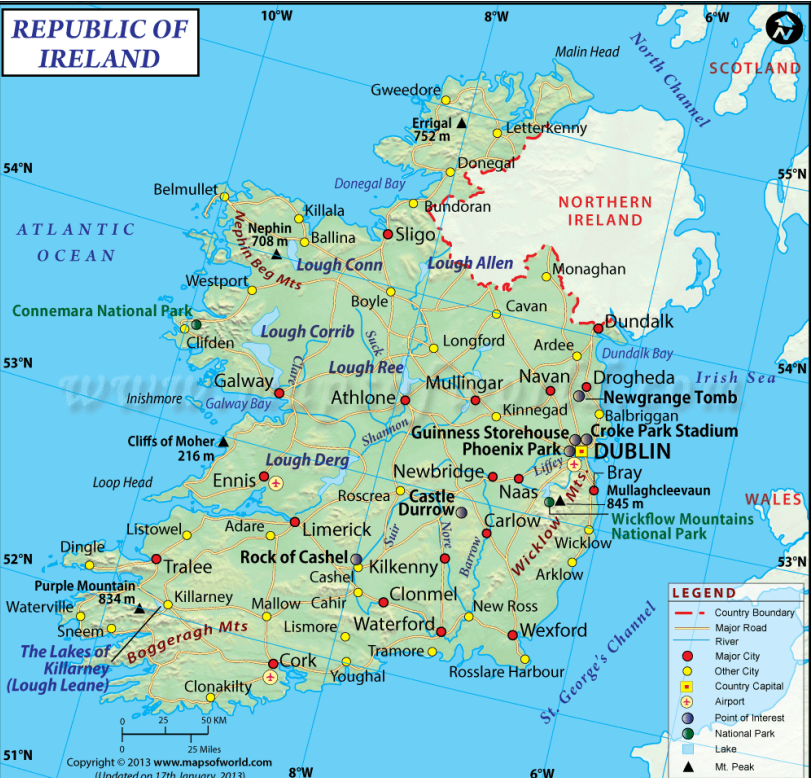 10°W
8°W
6°W
REPUBLIC OF
IRELAND
N
Malin Head
North Channel
SCOTLAND
Gweedore
Errigal
752 m
Letterkenny
54°N
Donegal
55°N
Belmullet
Donegal Bay
Bundoran
NORTHERN
IRELAND
Killala
ATLANTIC
OCEAN
Nephin
708 m
Ballina
Sligo
Nephin Beg Mts
Lough Conn
Lough Allen
Monaghan
Westport
Boyle
Cavan
Connemara National Park
Clifden
Lough Corrib
Suck
Longford
Ardee
Dundalk
Dundalk Bay
53°N
Clare
Lough Ree
54°N
Galway
Mullingar
Navan
Drogheda
Irish Sea
Inishmore
Galway Bay
Athlone
Newgrange Tomb
Kinnegad
Balbriggan
Cliffs of Moher
216 m
Shannon
Guinness Storehouse
Croke Park Stadium
Phoenix Park
DUBLIN
Lough Derg
Liffey
Loop Head
Ennis
Newbridge
Bray
Roscrea
Castle
Durrow
Naas
Mullaghcleevaun
845 m
WALES
Listowel
Adare
Limerick
Suir
Nore
Carlow
Barrow
Wicklow Mts.
Wickflow Mountains
National Park
52°N
Dingle
Tralee
Rock of Cashel
Cashel
Kilkenny
Wicklow
Arklow
53°N
Purple Mountain
834 m
Killarney
Waterville
Sneem
Mallow
Cahir
Clonmel
New Ross
Boggeragh Mts
Lismore
Waterford
Wexford
The Lakes of
Killarney
(Lough Leane)
Cork
Tramore
Rosslare Harbour
St. George's Channel
Clonakilty
Youghal
LEGEND
Country Boundary
Major Road
River
Major City
Other City
Country Capital
Airport
Point of Interest
National Park
Lake
Mt. Peak
0 25 50 KM
0 25 Miles
51°N
Copyright © 2013 www.mapsofworld.com
(Updated on 17th January, 2013)
8°W
6°W